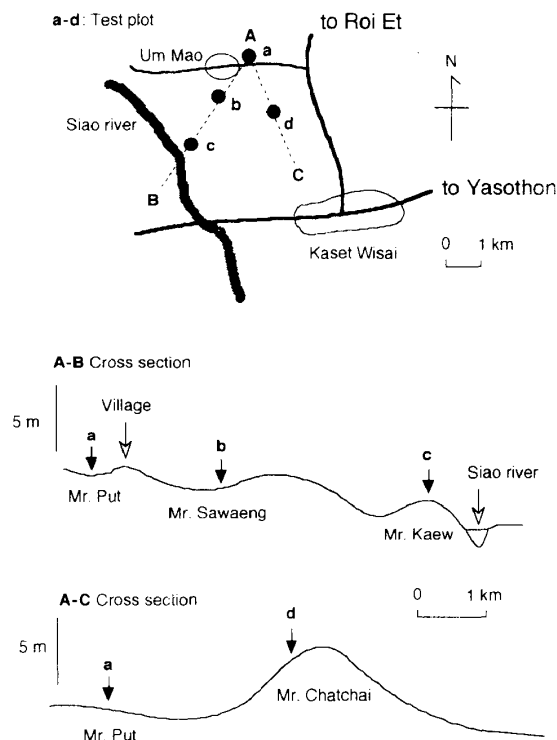 a-d: Test plot
A
to Roi Et
a
Um Mao
N
b
d
Siao river
c
C
B
to Yasothon
Kaset Wisai
0 1 km
A-B Cross section
Village
5 m
a
b
c
Siao river
Mr. Put
Mr. Sawaeng
Mr. Kaew
A-C Cross section
0 1 km
d
5 m
a
Mr. Chatchai
Mr. Put